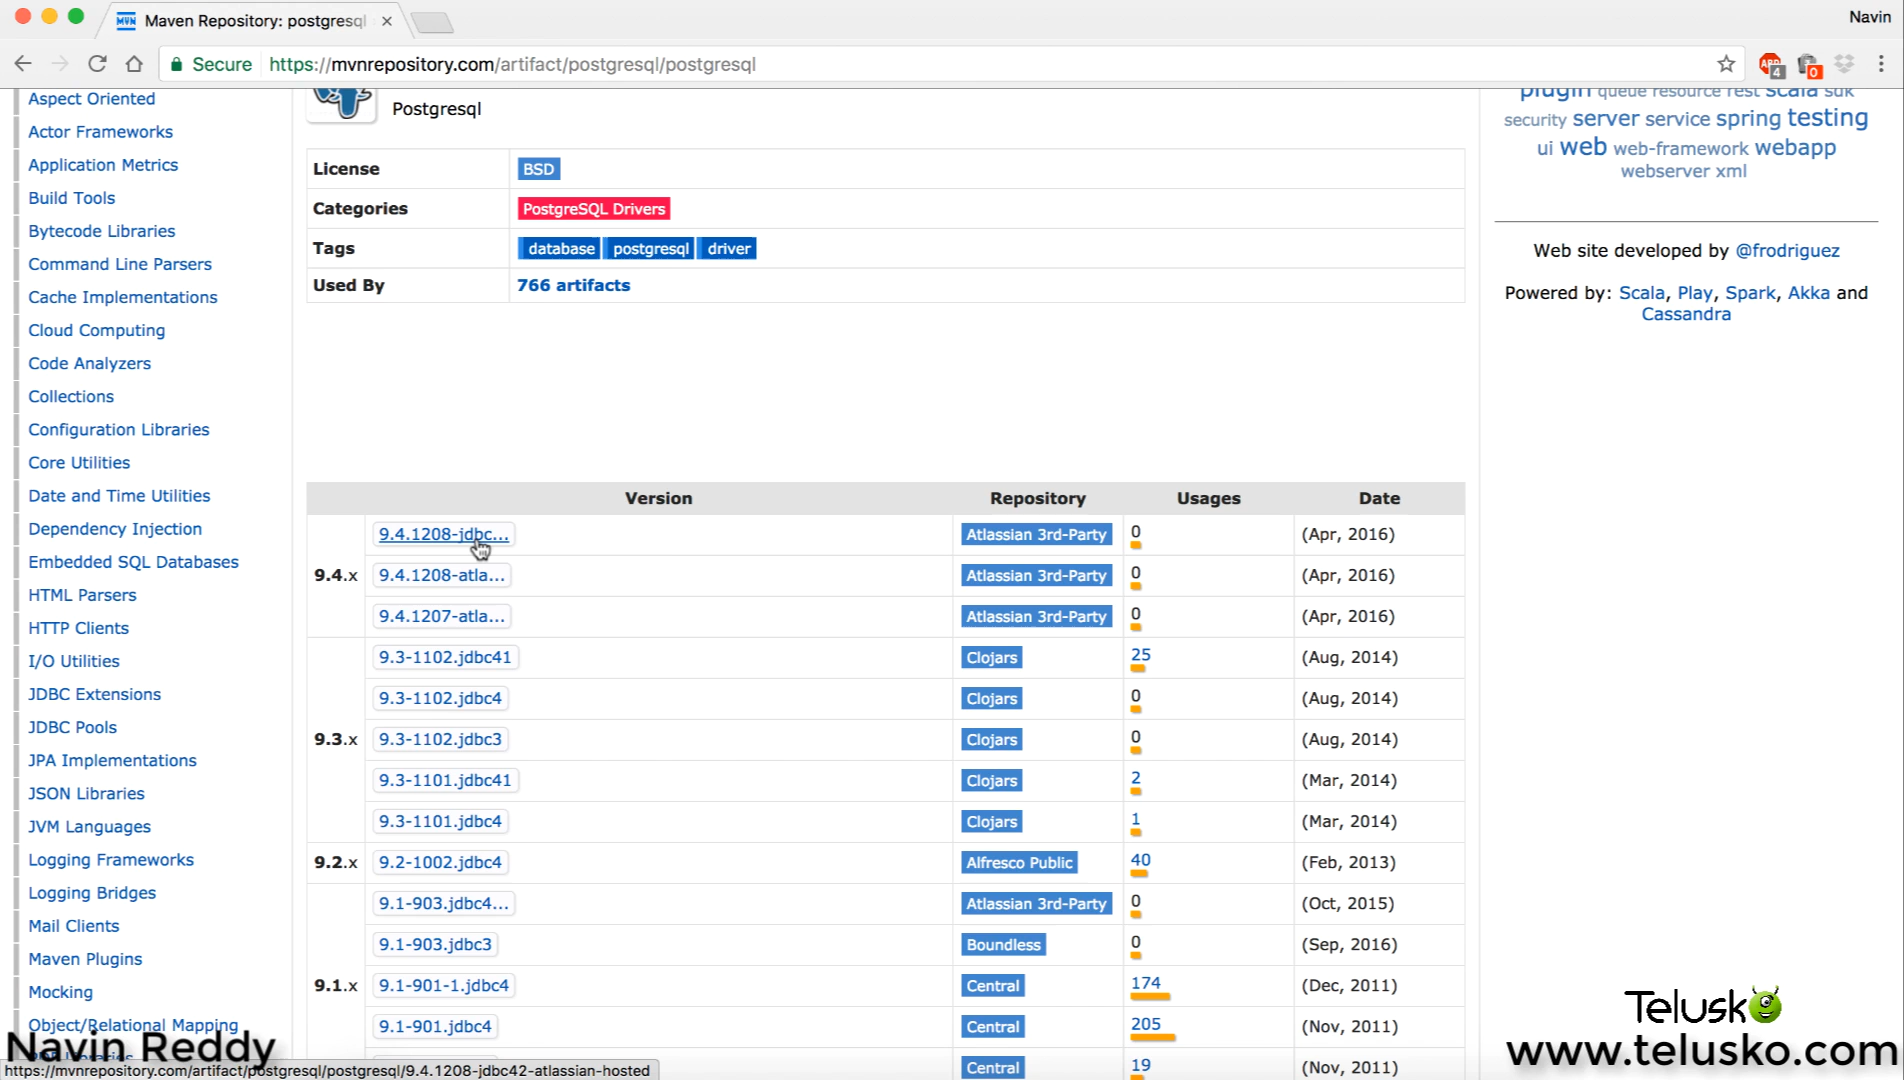 Maven Repository: postgresql
Navin
Secure https://mvnrepository.com/artifact/postgresql/postgresql
Aspect Oriented
Actor Frameworks
Application Metrics
Build Tools
Bytecode Libraries
Command Line Parsers
Cache Implementations
Cloud Computing
Code Analyzers
Collections
Configuration Libraries
Core Utilities
Date and Time Utilities
Dependency Injection
Embedded SQL Databases
HTML Parsers
HTTP Clients
I/O Utilities
JDBC Extensions
JDBC Pools
JPA Implementations
JSON Libraries
JVM Languages
Logging Frameworks
Logging Bridges
Mail Clients
Maven Plugins
Mocking
Object/Relational Mapping
Postgresql
License BSD
Categories PostgreSQL Drivers
Tags database postgresql driver
Used By 766 artifacts
Version Repository Usages Date
9.4.x
9.4.1208-jdbc... Atlassian 3rd-Party 0 (Apr, 2016)
9.4.1208-atla... Atlassian 3rd-Party 0 (Apr, 2016)
9.4.1207-atla... Atlassian 3rd-Party 0 (Apr, 2016)
9.3.x
9.3-1102.jdbc41 Clojars 25 (Aug, 2014)
9.3-1102.jdbc4 Clojars 0 (Aug, 2014)
9.3-1102.jdbc3 Clojars 0 (Aug, 2014)
9.3-1101.jdbc41 Clojars 2 (Mar, 2014)
9.3-1101.jdbc4 Clojars 1 (Mar, 2014)
9.2.x 9.2-1002.jdbc4 Alfresco Public 40 (Feb, 2013)
9.1.x
9.1-903.jdbc4... Atlassian 3rd-Party 0 (Oct, 2015)
9.1-903.jdbc3 Boundless 0 (Sep, 2016)
9.1-901-1.jdbc4 Central 174 (Dec, 2011)
9.1-901.jdbc4 Central 205 (Nov, 2011)
Central 19 (Nov, 2011)
plugin queue resource rest scala sdk
security server service spring testing
ui web web-framework webapp
webserver xml
Web site developed by @frodriguez
Powered by: Scala, Play, Spark, Akka and
Cassandra
ABP 4 0
Navin Reddy
https://mvnrepository.com/artifact/postgresql/postgresql/9.4.1208-jdbc42-atlassian-hosted
Telusko
www.telusko.com